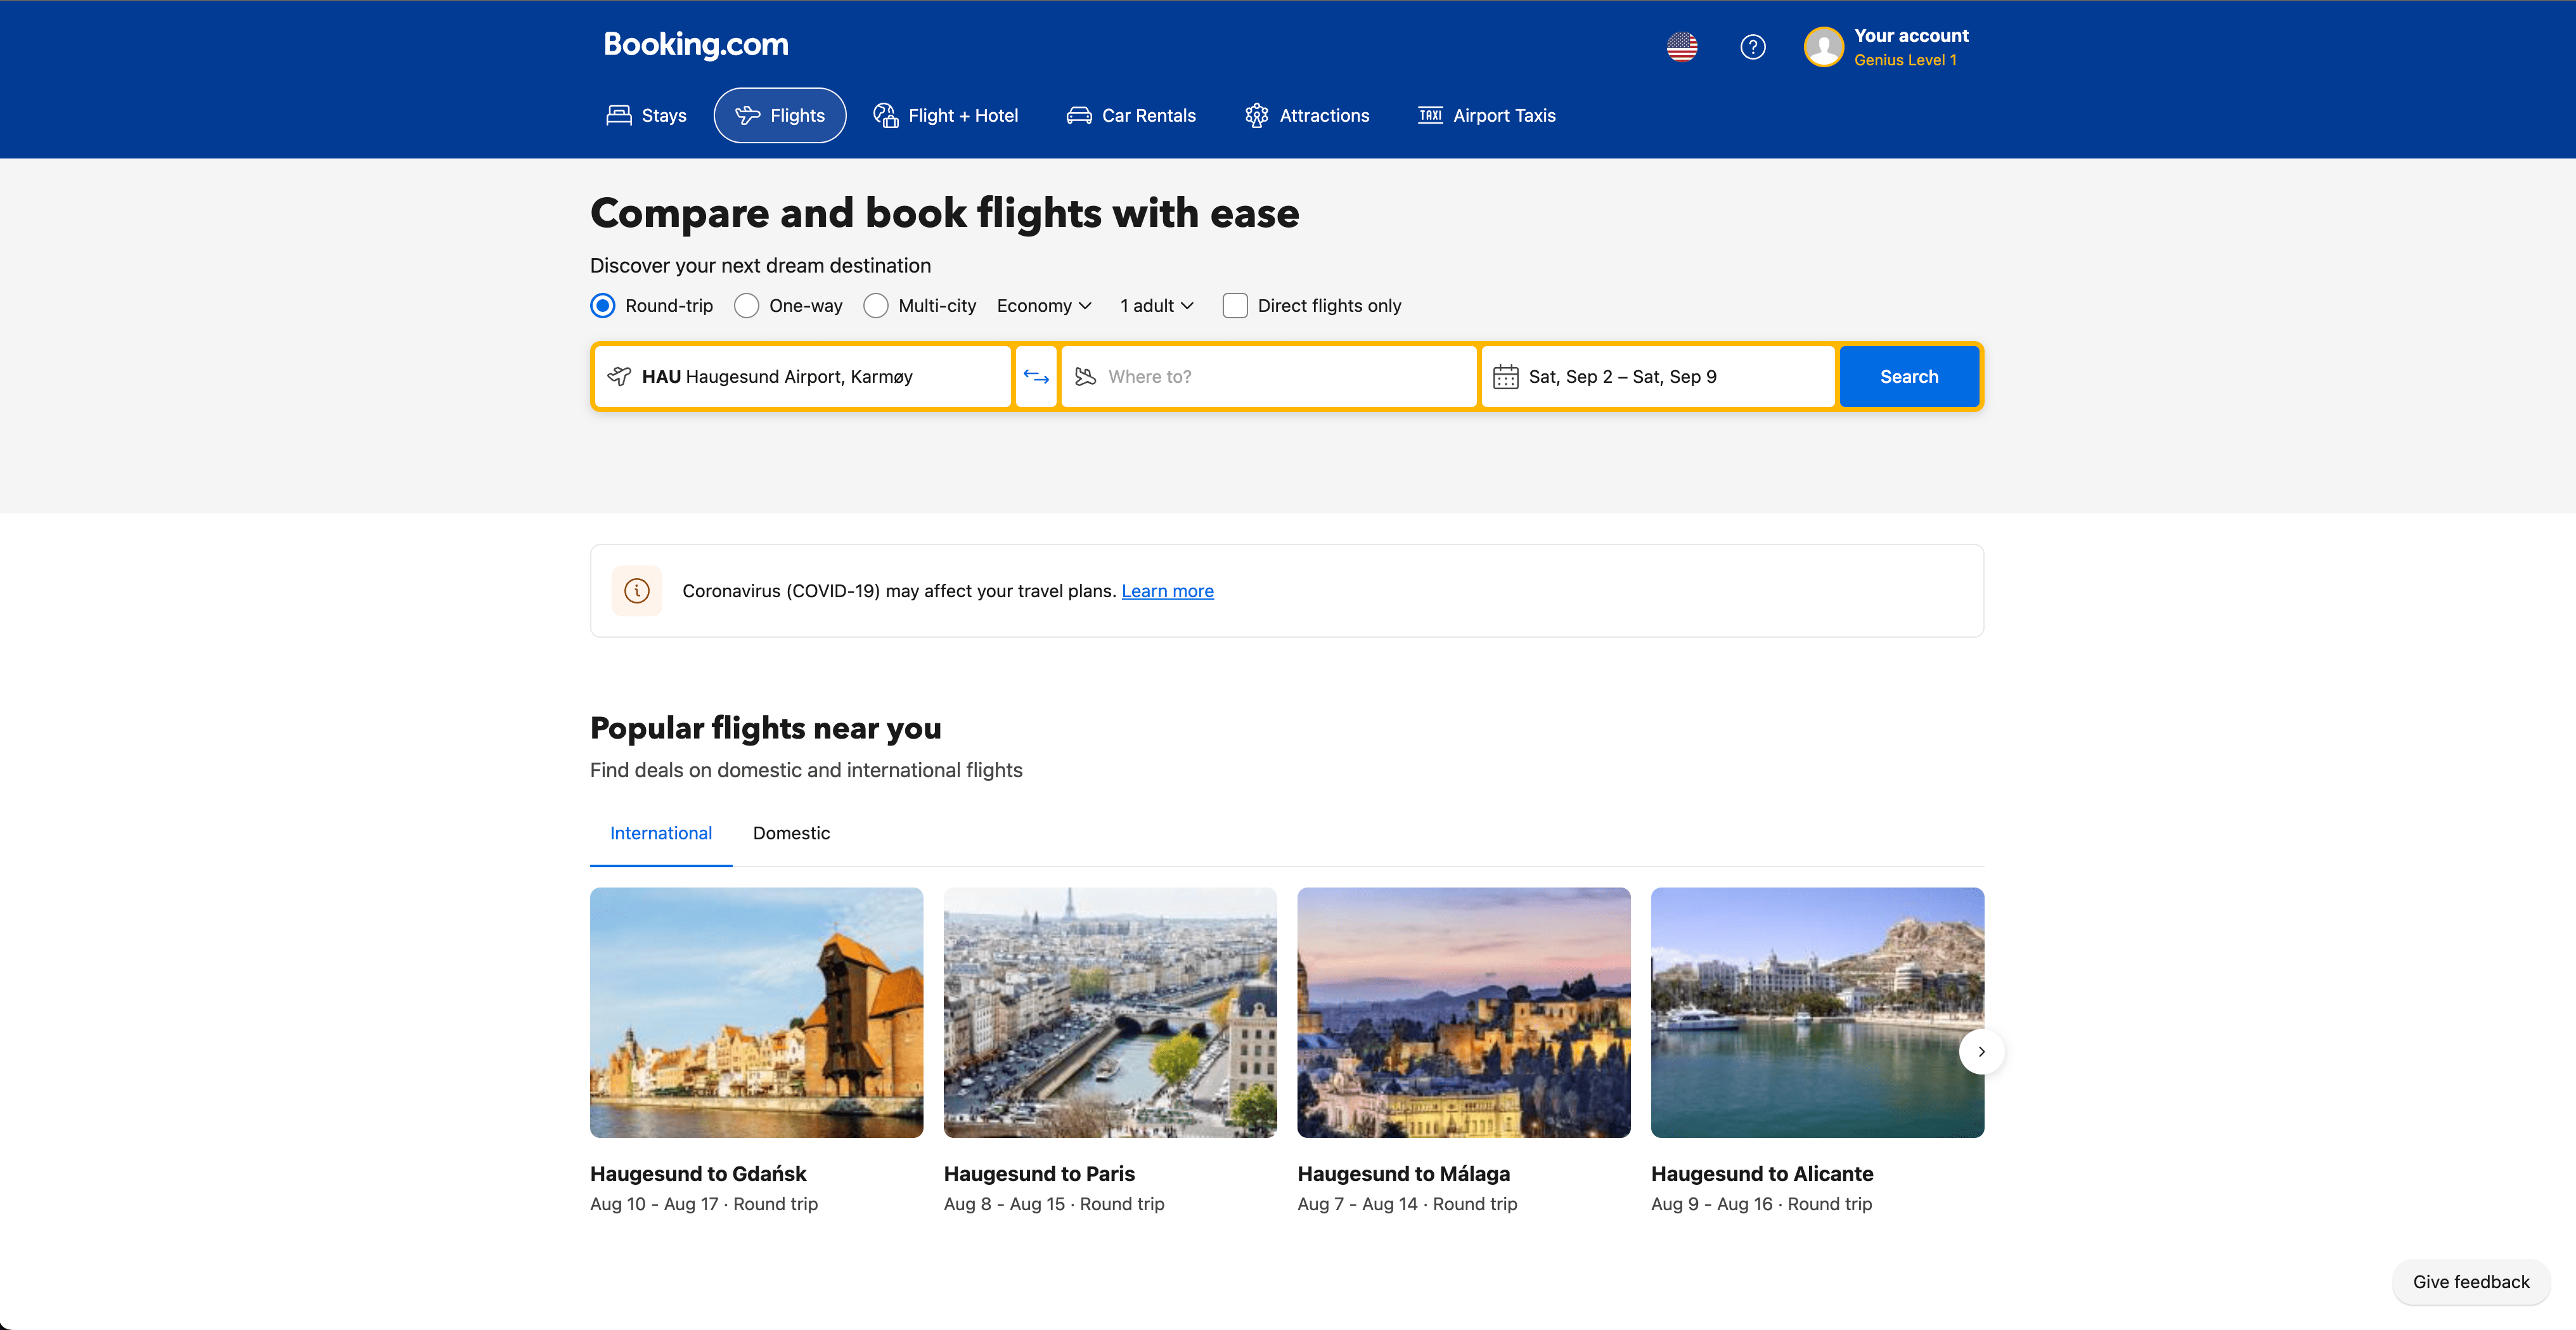 Booking.com
Your account
Genius Level 1
Stays
Flights
Flight + Hotel
Car Rentals
Attractions
TAXI Airport Taxis
Compare and book flights with ease
Discover your next dream destination
Round-trip One-way Multi-city Economy 1 adult Direct flights only
HAU Haugesund Airport, Karmøy Where to? Sat, Sep 2 – Sat, Sep 9 Search
Coronavirus (COVID-19) may affect your travel plans. Learn more
Popular flights near you
Find deals on domestic and international flights
International Domestic
Haugesund to Gdańsk
Aug 10 - Aug 17 · Round trip
Haugesund to Paris
Aug 8 - Aug 15 · Round trip
Haugesund to Málaga
Aug 7 - Aug 14 · Round trip
Haugesund to Alicante
Aug 9 - Aug 16 · Round trip
Give feedback